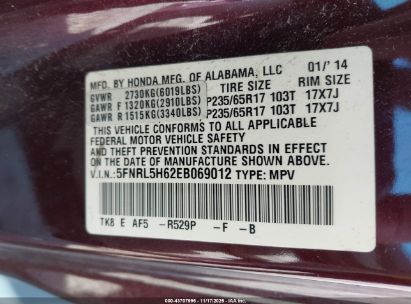 MFD. BY HONDA MFG. OF ALABAMA, LLC 01/'14
GVWR 2730KG(6019LBS) TIRE SIZE RIM SIZE
GAWR F 1320KG(2910LBS) P235/65R17 103T 17X7J
GAWR R 1515KG(3340LBS) P235/65R17 103T 17X7J
THIS VEHICLE CONFORMS TO ALL APPLICABLE
FEDERAL MOTOR VEHICLE SAFETY AND THEFT
PREVENTION STANDARDS IN EFFECT ON THE
DATE OF MANUFACTURE SHOWN ABOVE.
V.I.N.: 5FNRL5H62EB069012 TYPE: MPV
TK8 E AF5 -R529P -F -B